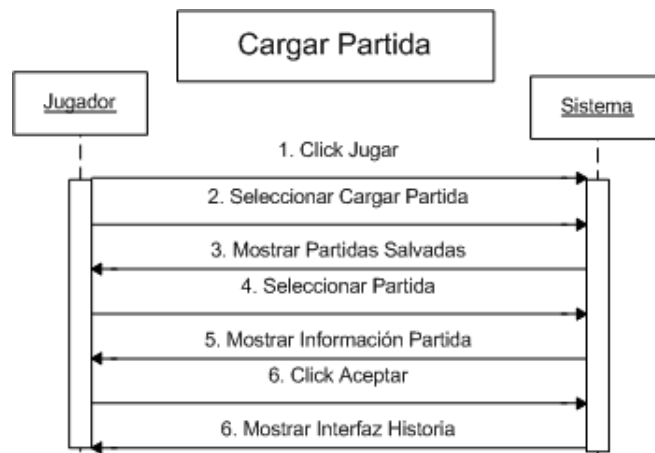 Cargar Partida
Jugador
Sistema
1. Click Jugar
2. Seleccionar Cargar Partida
3. Mostrar Partidas Salvadas
4. Seleccionar Partida
5. Mostrar Información Partida
6. Click Aceptar
6. Mostrar Interfaz Historia